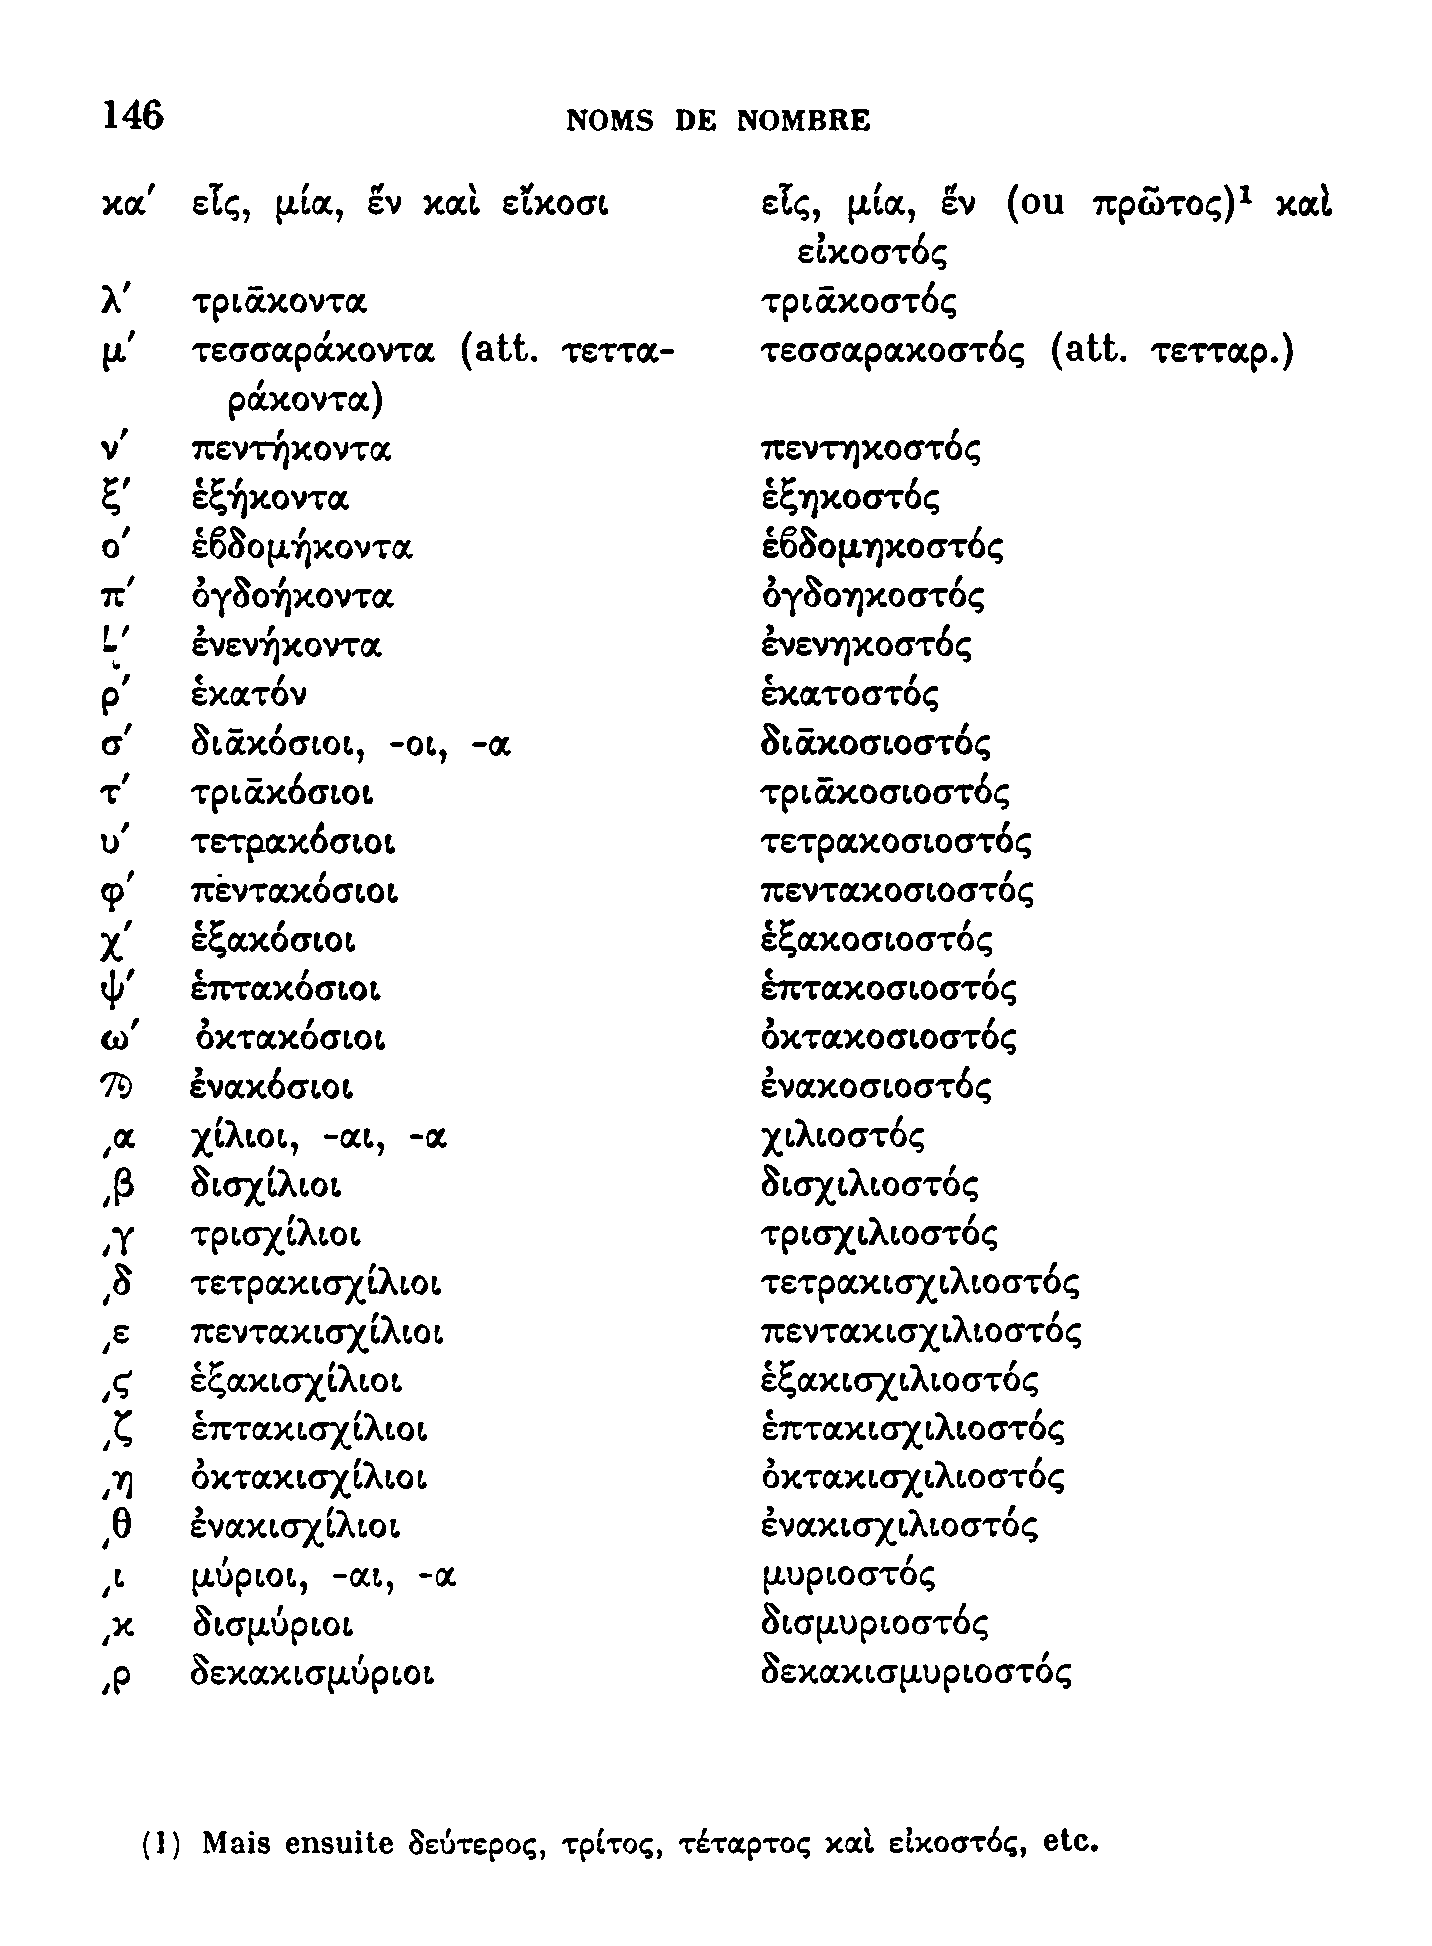 146 NOMS DE NOMBRE
κα′ εἷς, μία, ἕν καὶ εἴκοσι εἷς, μία, ἕν (ou πρῶτος)¹ καὶ
εἰκοστός
λ′ τριᾱκοντα τριᾱκοστός
μ′ τεσσαράκοντα (att. τεττα- τεσσαρακοστός (att. τετταρ.)
ράκοντα)
ν′ πεντήκοντα πεντηκοστός
ξ′ ἑξήκοντα ἑξηκοστός
ο′ ἑϐδομήκοντα ἑϐδομηκοστός
π′ ὀγδοήκοντα ὀγδοηκοστός
ϟ′ ἐνενήκοντα ἐνενηκοστός
ρ′ ἑκατόν ἑκατοστός
σ′ διᾱκόσιοι, -οι, -α διᾱκοσιοστός
τ′ τριᾱκόσιοι τριᾱκοσιοστός
υ′ τετρακόσιοι τετρακοσιοστός
φ′ πεντακόσιοι πεντακοσιοστός
χ′ ἑξακόσιοι ἑξακοσιοστός
ψ′ ἑπτακόσιοι ἑπτακοσιοστός
ω′ ὀκτακόσιοι ὀκτακοσιοστός
ϡ ἐνακόσιοι ἐνακοσιοστός
͵α χίλιοι, -αι, -α χιλιοστός
͵β δισχίλιοι δισχιλιοστός
͵γ τρισχίλιοι τρισχιλιοστός
͵δ τετρακισχίλιοι τετρακισχιλιοστός
͵ε πεντακισχίλιοι πεντακισχιλιοστός
͵ϛ ἑξακισχίλιοι ἑξακισχιλιοστός
͵ζ ἑπτακισχίλιοι ἑπτακισχιλιοστός
͵η ὀκτακισχίλιοι ὀκτακισχιλιοστός
͵θ ἐνακισχίλιοι ἐνακισχιλιοστός
͵ι μύριοι, -αι, -α μυριοστός
͵κ δισμύριοι δισμυριοστός
͵ρ δεκακισμύριοι δεκακισμυριοστός
(1) Mais ensuite δεύτερος, τρίτος, τέταρτος καὶ εἰκοστός, etc.